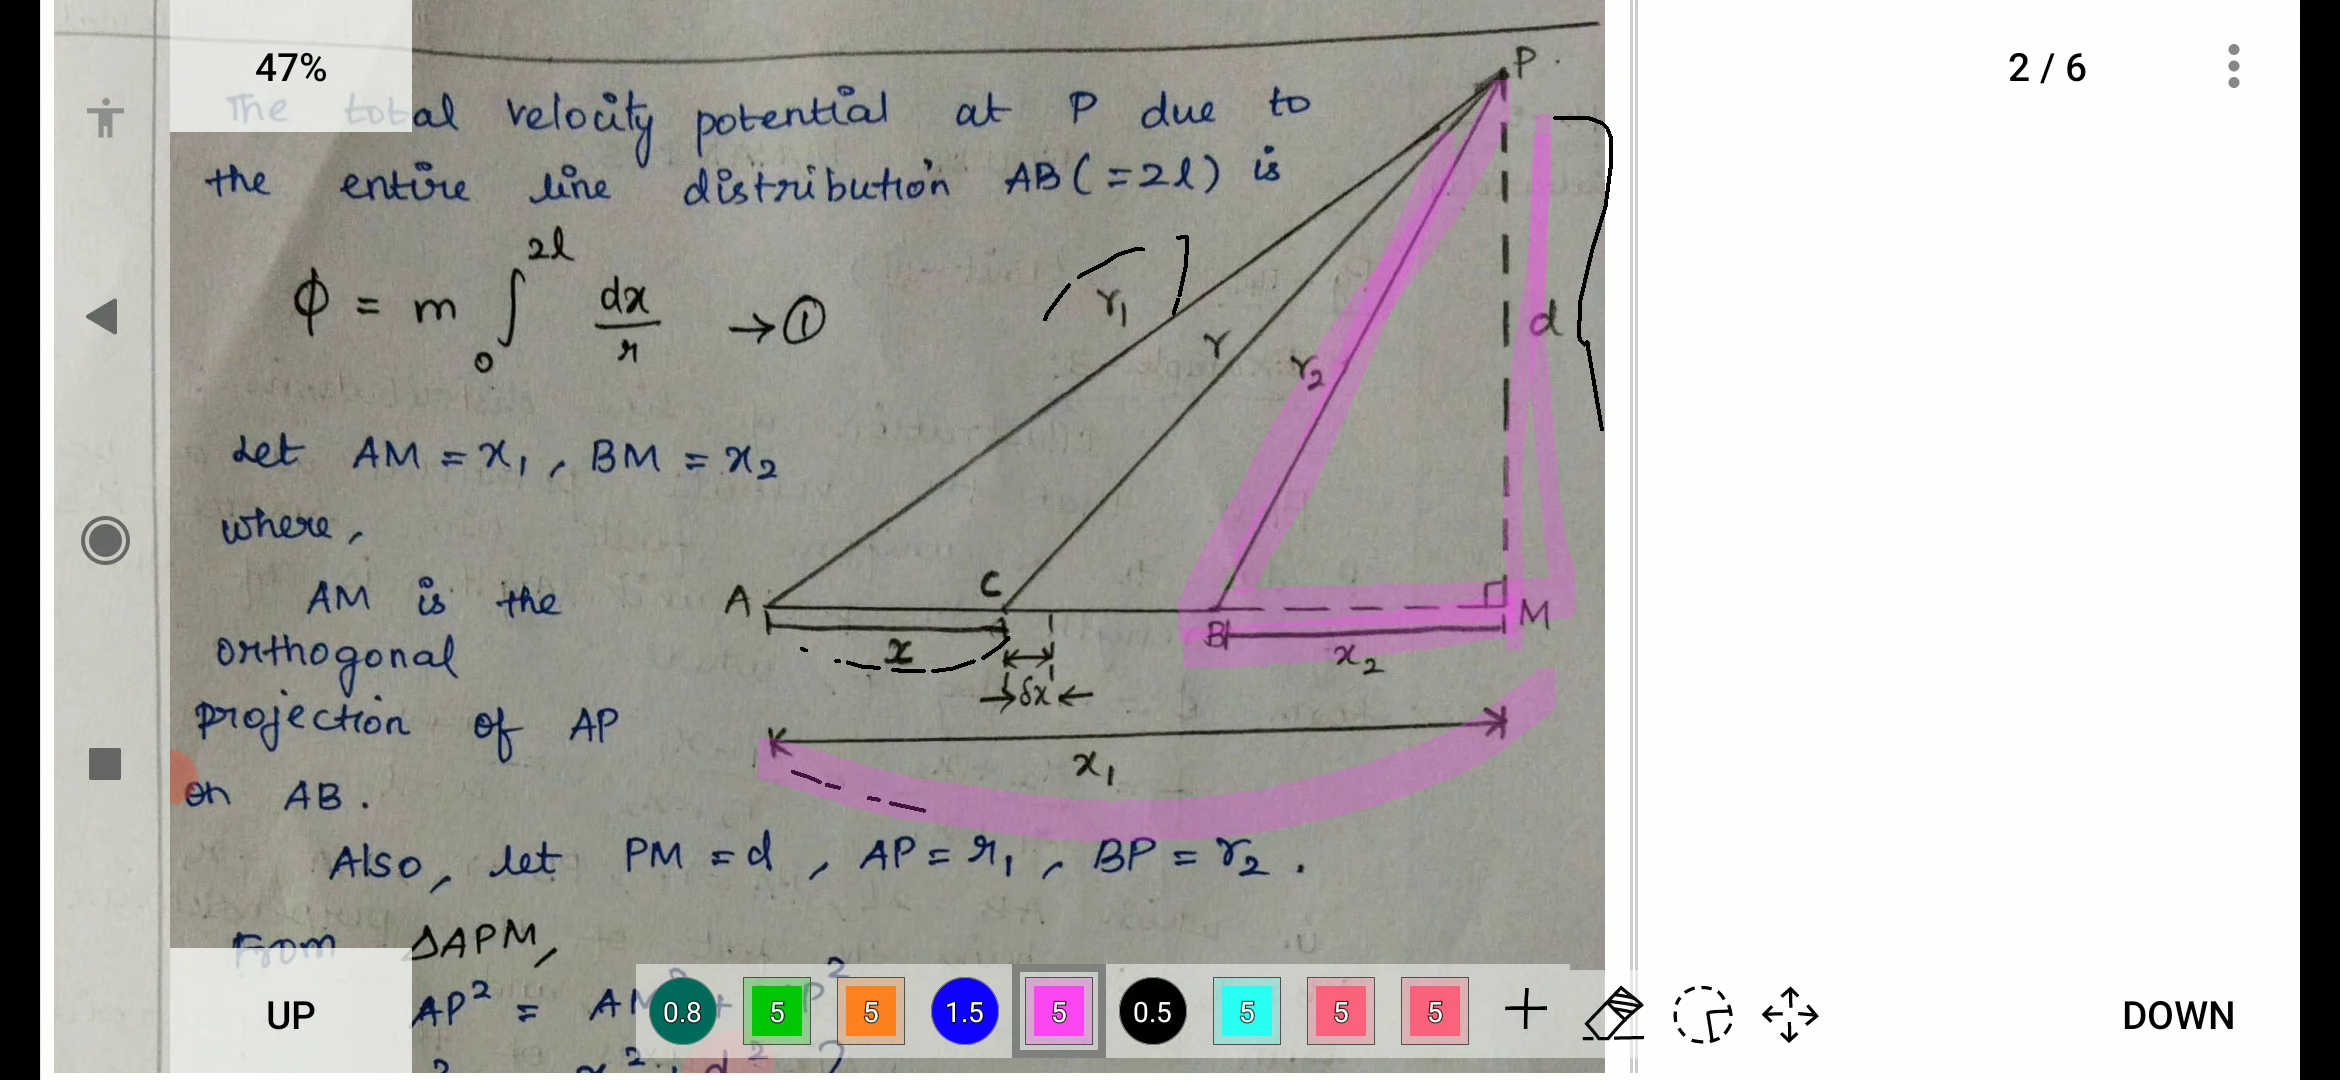 47%
2 / 6
The total velocity potential at P due to
the entire line distribution AB (=2l) is
ϕ = m ∫₀²ˡ dx/r → ①
Let AM = x₁, BM = x₂
where,
AM is the
orthogonal
projection of AP
on AB.
P
r₁
r
r₂
d
A
C
B
M
x
δx
x₂
x₁
Also, let PM = d, AP = r₁, BP = r₂.
From ΔAPM,
AP² =
UP
0.8
5
5
1.5
5
0.5
5
5
5
DOWN